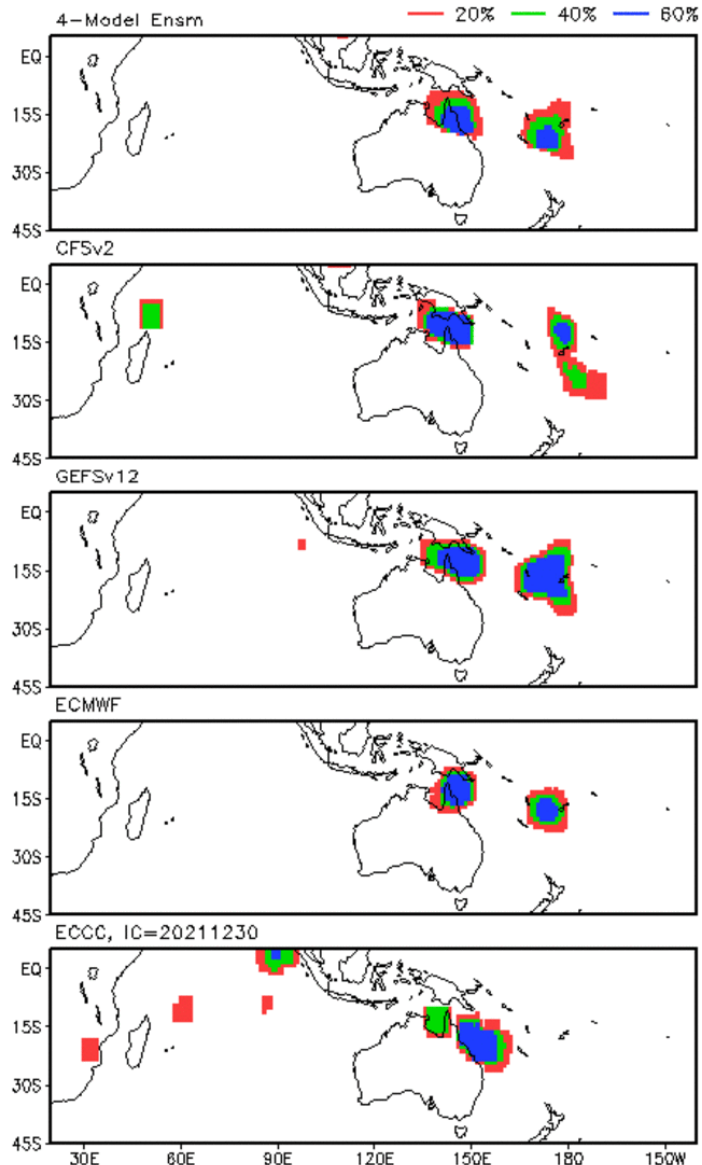 4-Model Ensm 20% 40% 60%
EQ
15S
30S
45S
CFSv2
EQ
15S
30S
45S
GEFSv12
EQ
15S
30S
45S
ECMWF
EQ
15S
30S
45S
ECCC, IC=20211230
EQ
15S
30S
45S
30E 60E 90E 120E 150E 180 150W